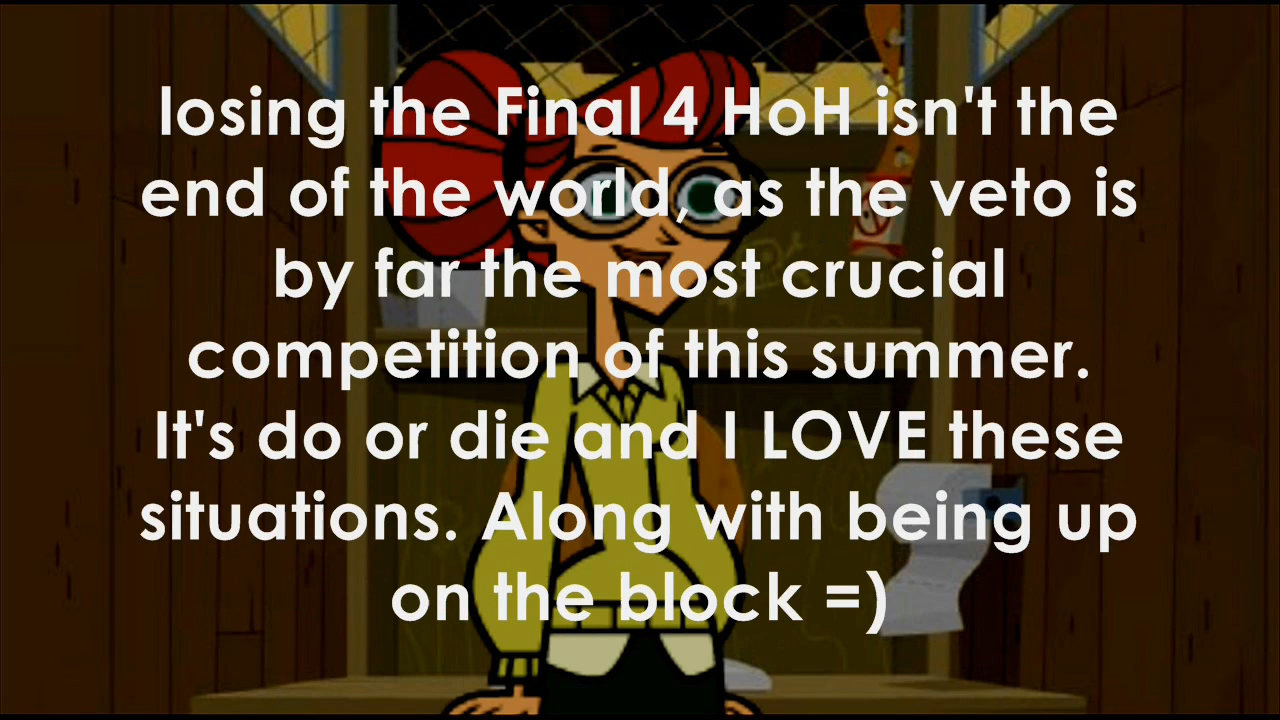 losing the Final 4 HoH isn't the
end of the world, as the veto is
by far the most crucial
competition of this summer.
It's do or die and I LOVE these
situations. Along with being up
on the block =)